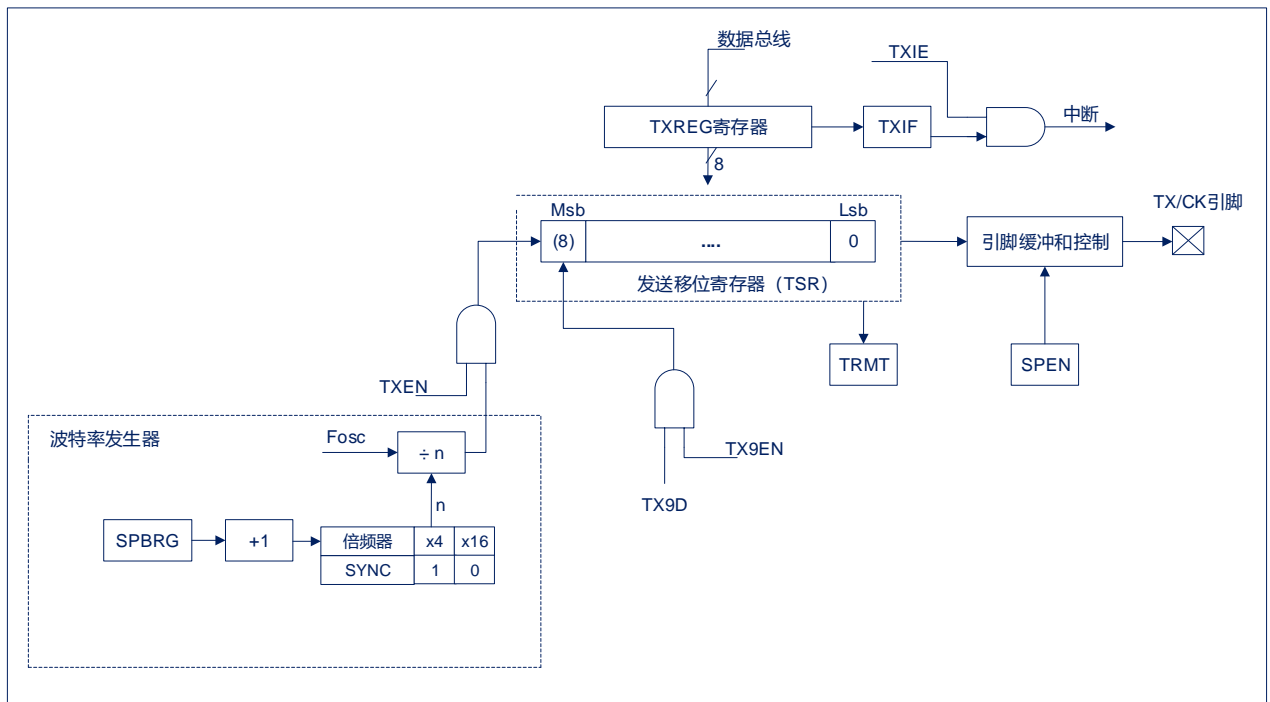 数据总线
TXIE
TXREG寄存器
TXIF
中断
8
Msb
Lsb
(8)
....
0
发送移位寄存器（TSR）
引脚缓冲和控制
TX/CK引脚
TRMT
SPEN
TXEN
TX9EN
TX9D
波特率发生器
Fosc
÷ n
n
SPBRG
+1
倍频器 x4 x16
SYNC 1 0